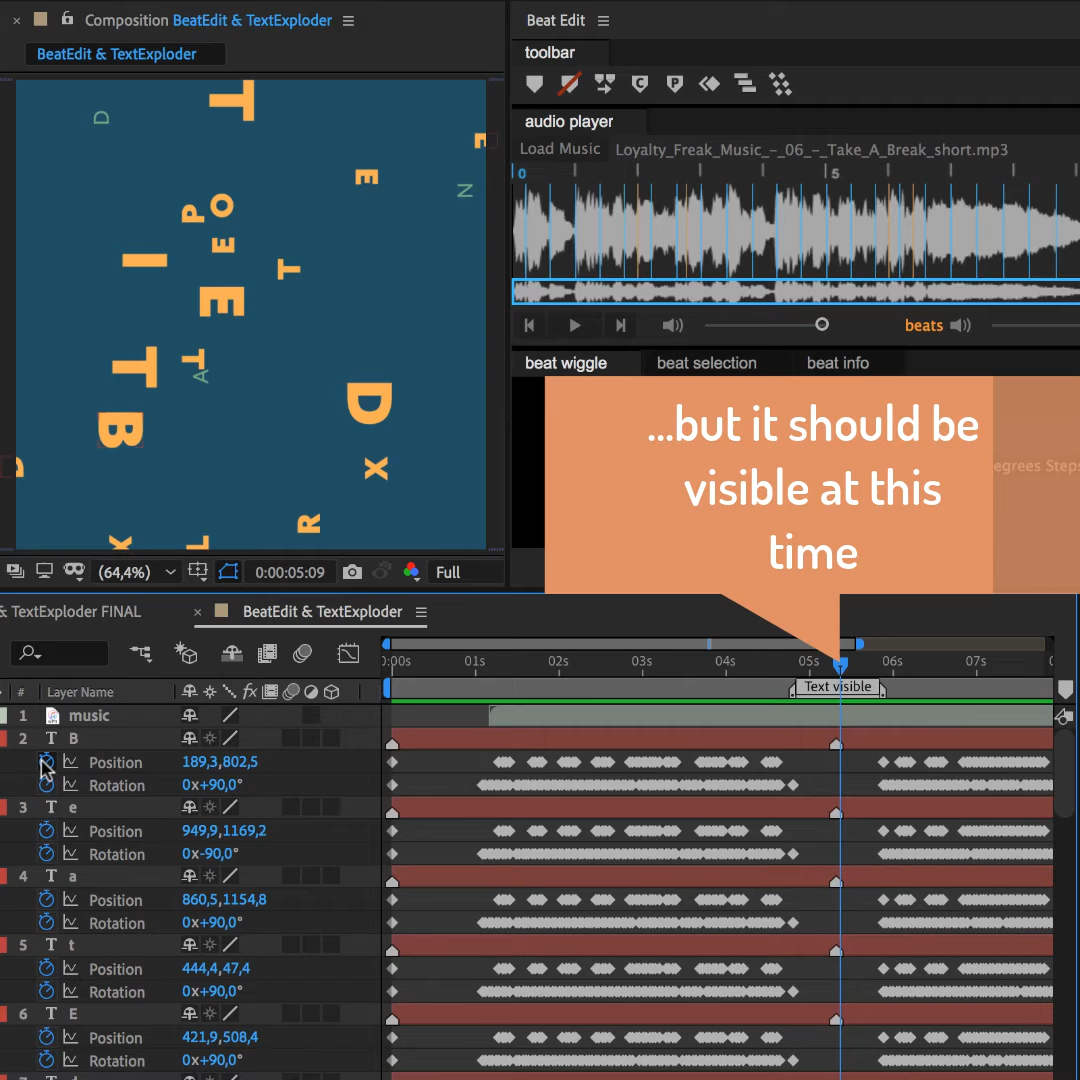 × Composition BeatEdit & TextExploder
BeatEdit & TextExploder
T
D
E
E
N
P O
E
I
T
E
T T
A
B D
X
R
X L
(64,4%) 0:00:05:09 Full
Beat Edit
toolbar
C P
audio player
Load Music Loyalty_Freak_Music_-_06_-_Take_A_Break_short.mp3
0 5
beats
beat wiggle beat selection beat info
egrees Steps
...but it should be
visible at this
time
& TextExploder FINAL × BeatEdit & TextExploder
0:00s 01s 02s 03s 04s 05s 06s 07s
# Layer Name fx
Text visible
1 music
2 T B
Position 189,3,802,5
Rotation 0x+90,0°
3 T e
Position 949,9,1169,2
Rotation 0x-90,0°
4 T a
Position 860,5,1154,8
Rotation 0x+90,0°
5 T t
Position 444,4,47,4
Rotation 0x+90,0°
6 T E
Position 421,9,508,4
Rotation 0x+90,0°